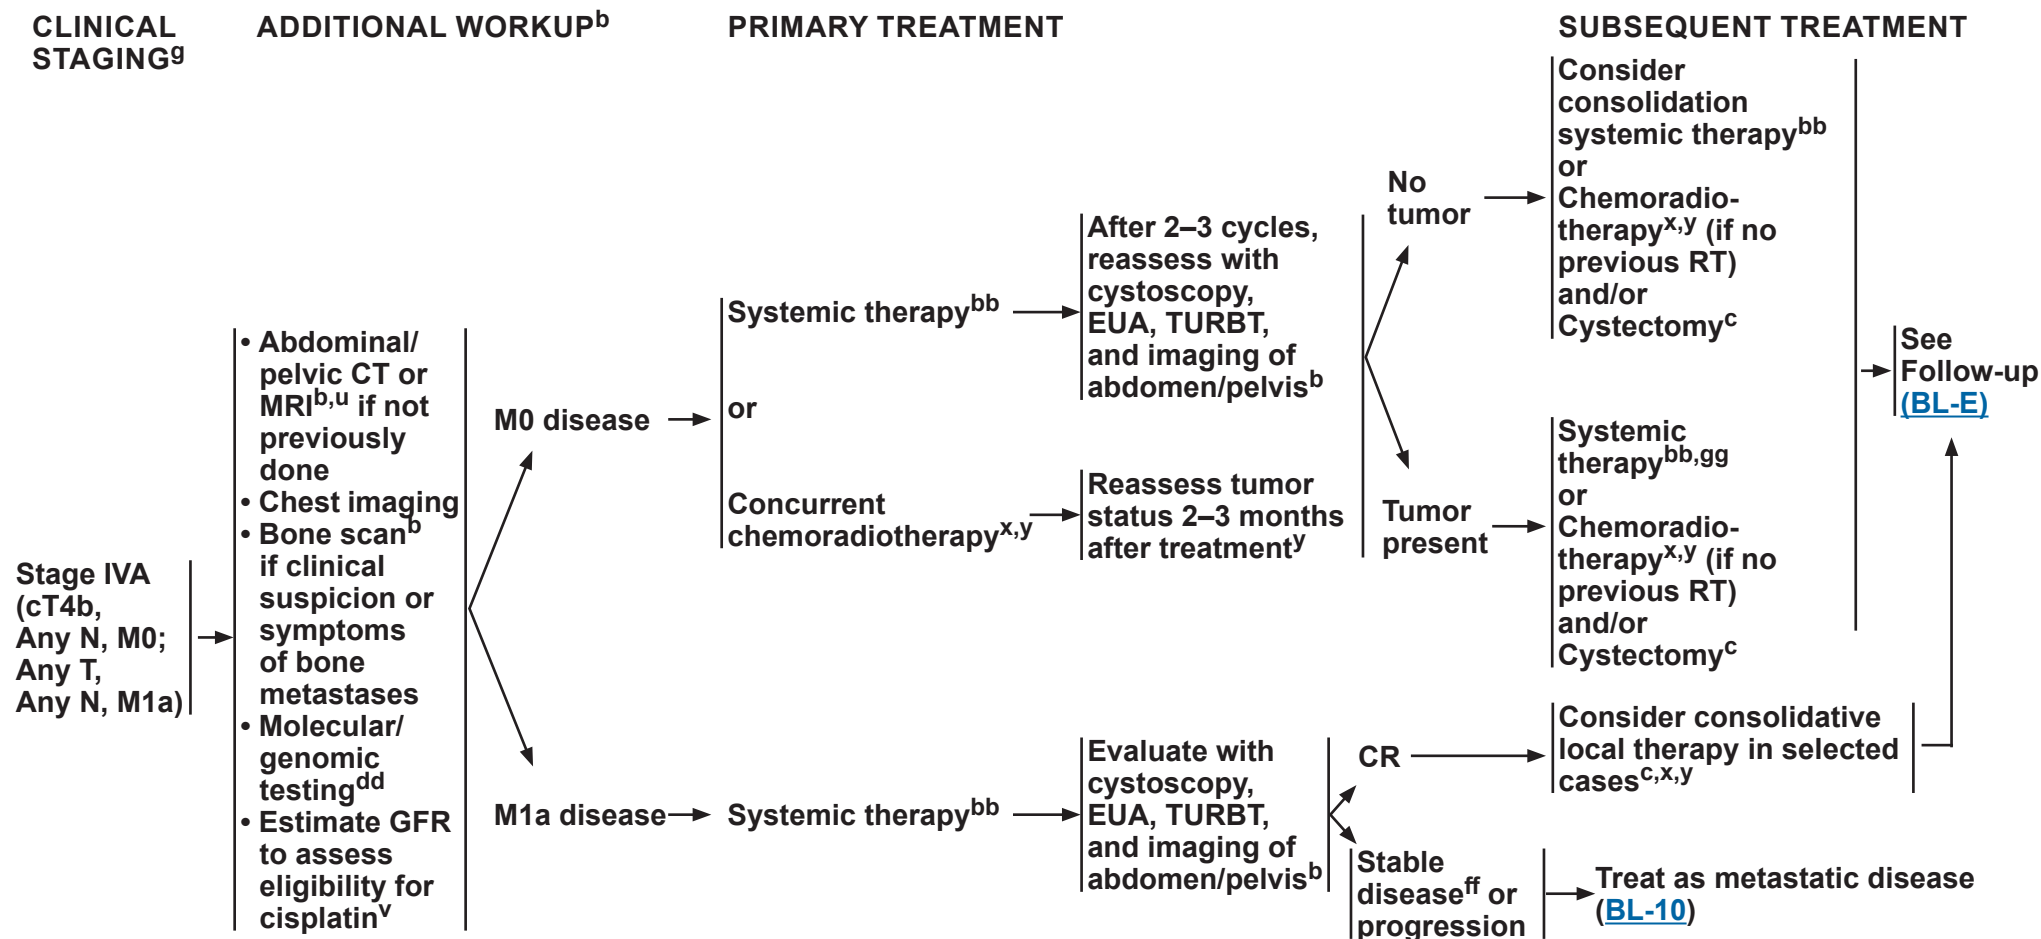 CLINICAL
STAGINGg
ADDITIONAL WORKUPb
PRIMARY TREATMENT
SUBSEQUENT TREATMENT
Stage IVA
(cT4b,
Any N, M0;
Any T,
Any N, M1a)
• Abdominal/
pelvic CT or
MRIb,u if not
previously
done
• Chest imaging
• Bone scanb
if clinical
suspicion or
symptoms
of bone
metastases
• Molecular/
genomic
testingdd
• Estimate GFR
to assess
eligibility for
cisplatinv
M0 disease
Systemic therapybb
or
Concurrent
chemoradiotherapyx,y
After 2–3 cycles,
reassess with
cystoscopy,
EUA, TURBT,
and imaging of
abdomen/pelvisb
Reassess tumor
status 2–3 months
after treatmenty
No
tumor
Consider
consolidation
systemic therapybb
or
Chemoradio-
therapyx,y (if no
previous RT)
and/or
Cystectomyc
Tumor
present
Systemic
therapybb,gg
or
Chemoradio-
therapyx,y (if no
previous RT)
and/or
Cystectomyc
See
Follow-up
(BL-E)
M1a disease
Systemic therapybb
Evaluate with
cystoscopy,
EUA, TURBT,
and imaging of
abdomen/pelvisb
CR
Consider consolidative
local therapy in selected
casesc,x,y
Stable
diseaseff or
progression
Treat as metastatic disease
(BL-10)